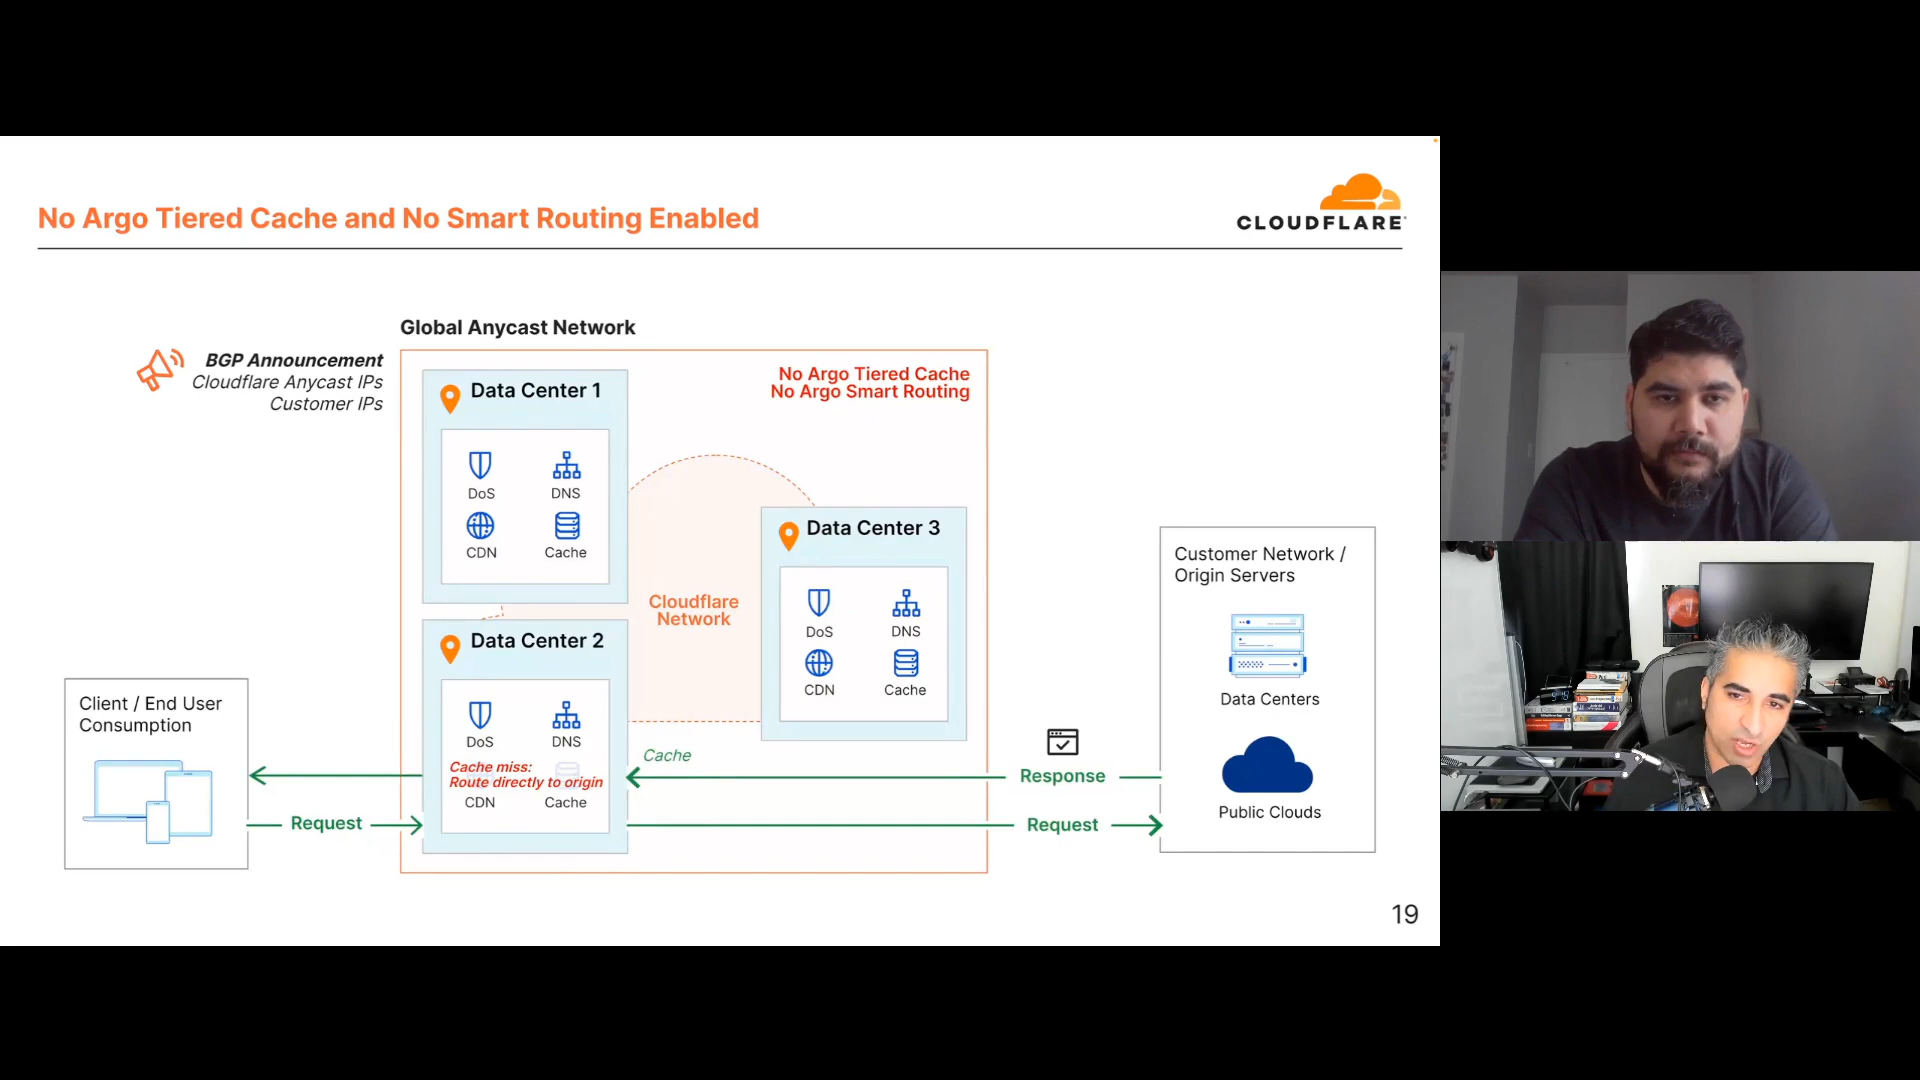 No Argo Tiered Cache and No Smart Routing Enabled
CLOUDFLARE
Global Anycast Network
BGP Announcement
Cloudflare Anycast IPs
Customer IPs
No Argo Tiered Cache
No Argo Smart Routing
Data Center 1
DoS
DNS
CDN
Cache
Data Center 3
DoS
DNS
CDN
Cache
Cloudflare
Network
Data Center 2
DoS
DNS
Cache miss:
Route directly to origin
CDN
Cache
Client / End User
Consumption
Request
Cache
Response
Request
Customer Network /
Origin Servers
Data Centers
Public Clouds
19